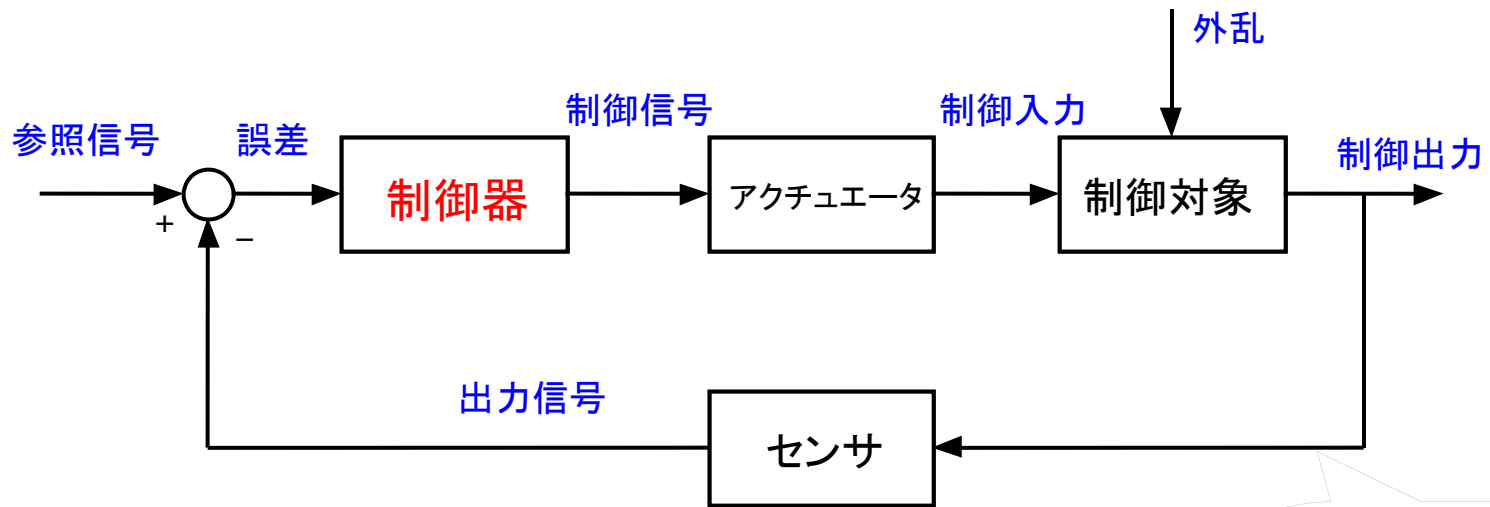 外乱
制御信号
制御入力
参照信号
誤差
制御出力
制御器
アクチュエータ
制御対象
+
−
出力信号
センサ